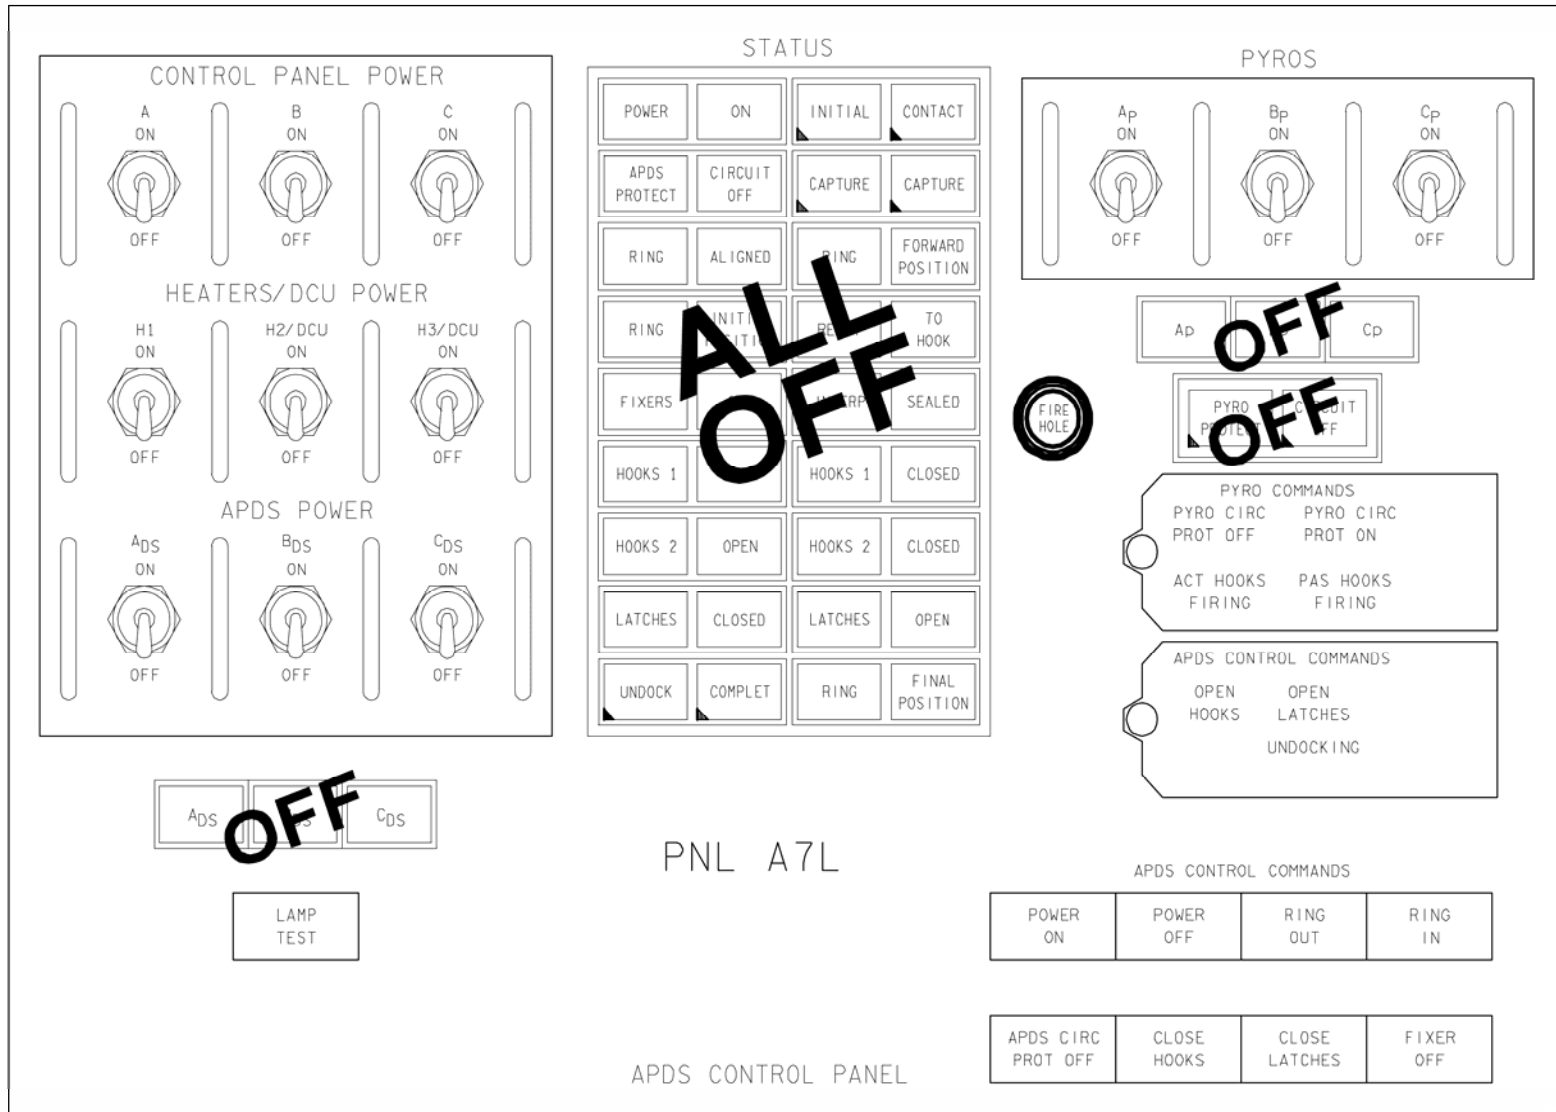 CONTROL PANEL POWER
A B C
ON ON ON
OFF OFF OFF
HEATERS/DCU POWER
H1 H2/DCU H3/DCU
ON ON ON
OFF OFF OFF
APDS POWER
ADS BDS CDS
ON ON ON
OFF OFF OFF
ADS CDS
OFF
LAMP
TEST
STATUS
POWER ON INITIAL CONTACT
APDS
PROTECT
CIRCUIT
OFF
CAPTURE CAPTURE
RING ALIGNED RING
FORWARD
POSITION
RING
TO
HOOK
FIXERS SEALED
HOOKS 1 HOOKS 1 CLOSED
HOOKS 2 OPEN HOOKS 2 CLOSED
LATCHES CLOSED LATCHES OPEN
UNDOCK COMPLET RING
FINAL
POSITION
ALL
OFF
PNL A7L
APDS CONTROL PANEL
PYROS
AP BP CP
ON ON ON
OFF OFF OFF
AP CP
OFF
FIRE
HOLE
PYRO
PROTECT
CIRCUIT
OFF
OFF
PYRO COMMANDS
PYRO CIRC PYRO CIRC
PROT OFF PROT ON
ACT HOOKS PAS HOOKS
FIRING FIRING
APDS CONTROL COMMANDS
OPEN OPEN
HOOKS LATCHES
UNDOCKING
APDS CONTROL COMMANDS
POWER
ON
POWER
OFF
RING
OUT
RING
IN
APDS CIRC
PROT OFF
CLOSE
HOOKS
CLOSE
LATCHES
FIXER
OFF